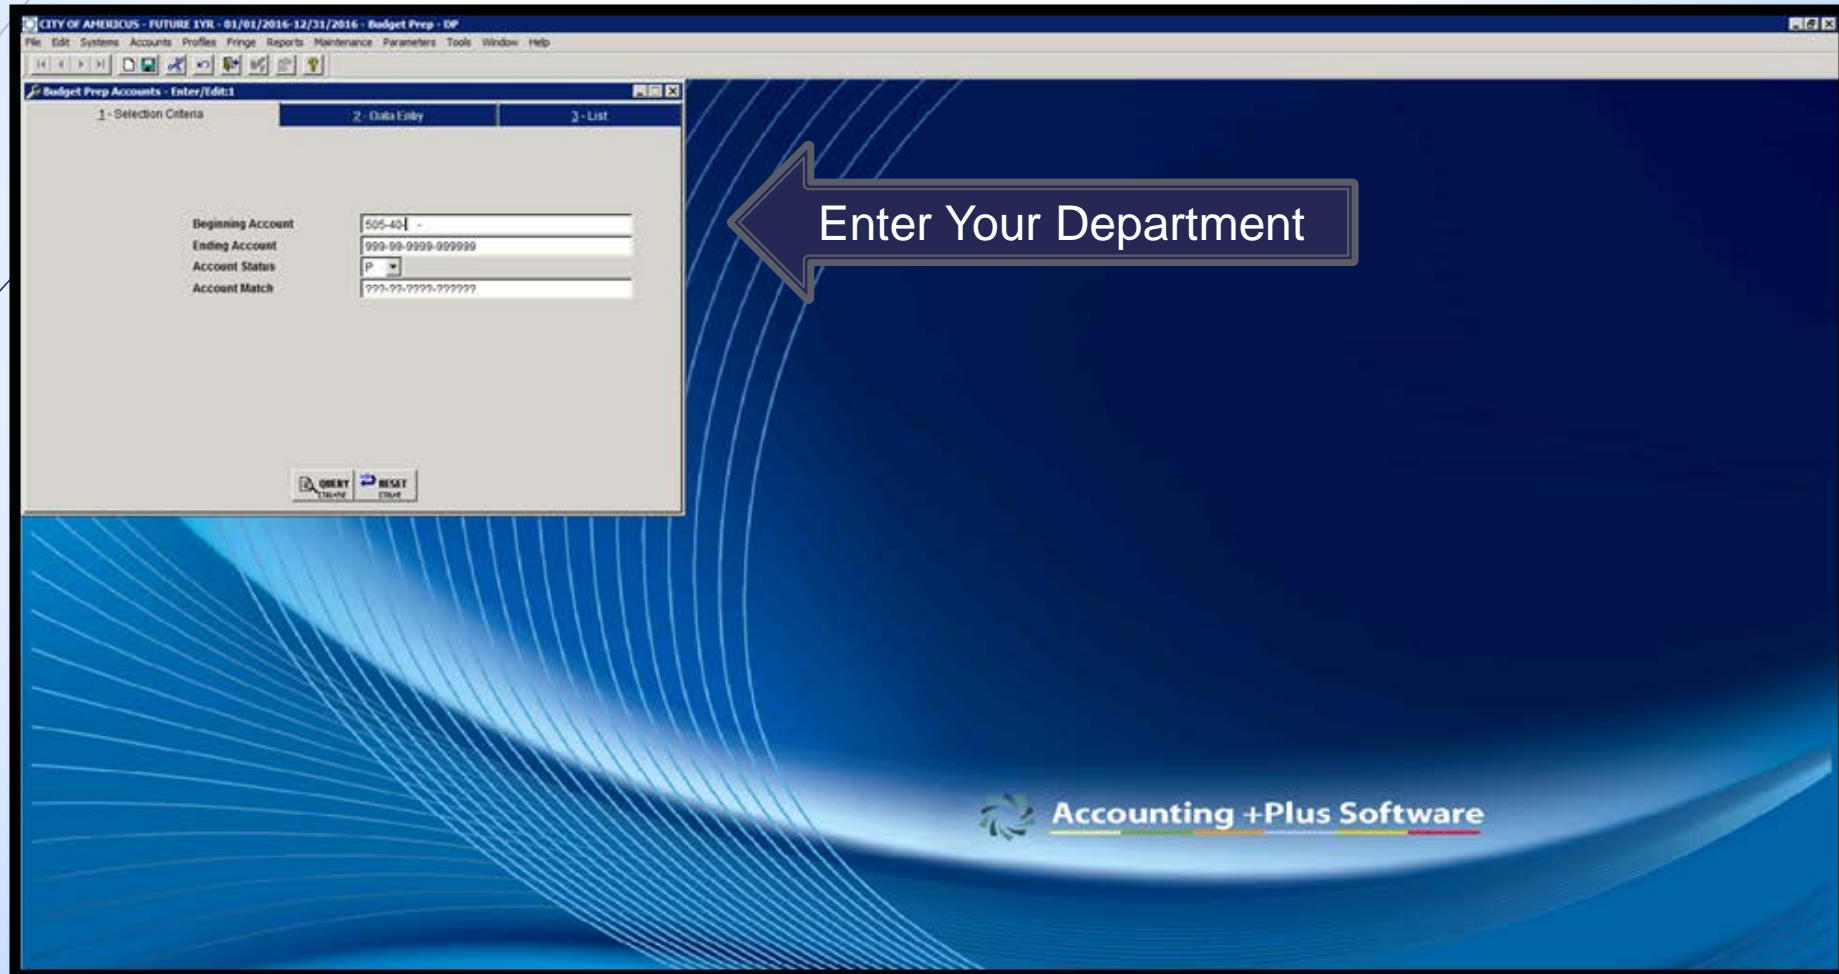 CITY OF AMERICUS - FUTURE 1YR - 01/01/2016-12/31/2016 - Budget Prep - DP
File Edit Systems Accounts Profiles Fringe Reports Maintenance Parameters Tools Window Help
Budget Prep Accounts - Enter/Edit:1
1 - Selection Criteria 2 - Data Entry 3 - List
Enter Your Department
Beginning Account 505-40- -
Ending Account 999-99-9999-999999
Account Status P
Account Match ???-??-????-??????
QUERY RESET
Accounting +Plus Software